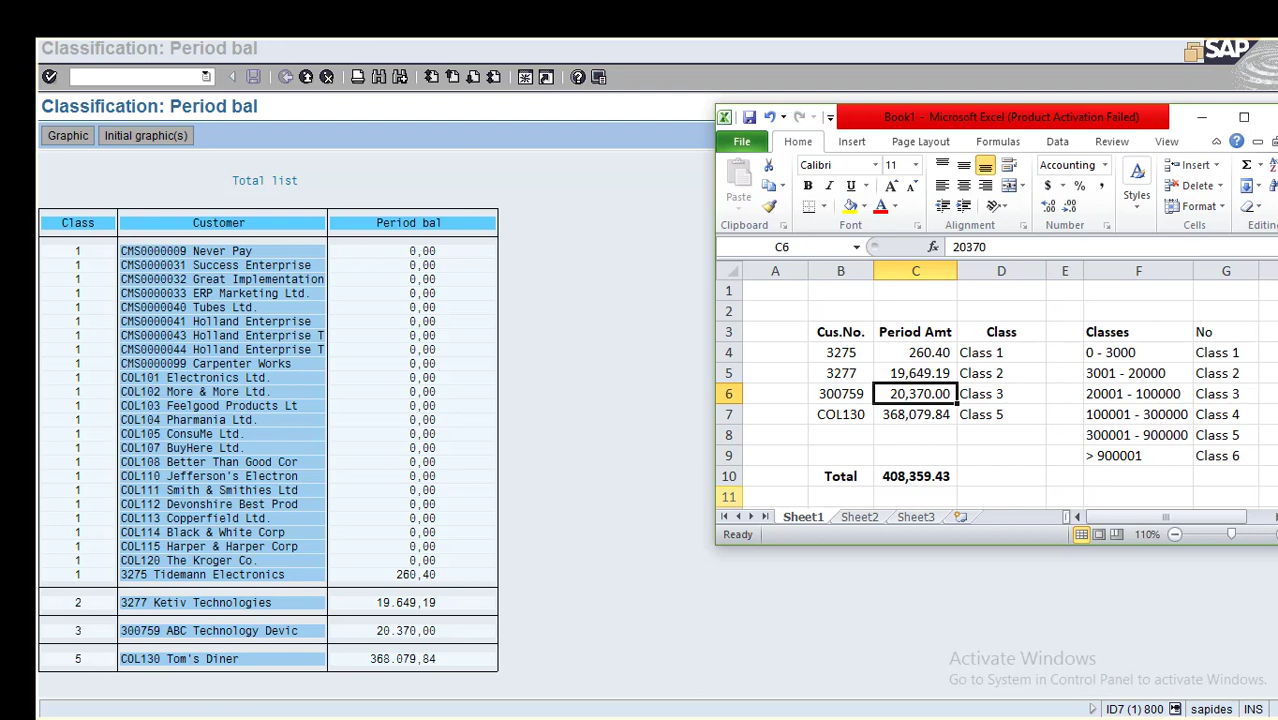 Classification: Period bal
SAP
Classification: Period bal
Graphic Initial graphic(s)
Total list
Class Customer Period bal
1 CMS0000009 Never Pay 0,00
1 CMS0000031 Success Enterprise 0,00
1 CMS0000032 Great Implementation 0,00
1 CMS0000033 ERP Marketing Ltd. 0,00
1 CMS0000040 Tubes Ltd. 0,00
1 CMS0000041 Holland Enterprise 0,00
1 CMS0000043 Holland Enterprise T 0,00
1 CMS0000044 Holland Enterprise T 0,00
1 CMS0000099 Carpenter Works 0,00
1 COL101 Electronics Ltd. 0,00
1 COL102 More & More Ltd. 0,00
1 COL103 Feelgood Products Lt 0,00
1 COL104 Pharmania Ltd. 0,00
1 COL105 ConsuMe Ltd. 0,00
1 COL107 BuyHere Ltd. 0,00
1 COL108 Better Than Good Cor 0,00
1 COL110 Jefferson's Electron 0,00
1 COL111 Smith & Smithies Ltd 0,00
1 COL112 Devonshire Best Prod 0,00
1 COL113 Copperfield Ltd. 0,00
1 COL114 Black & White Corp 0,00
1 COL115 Harper & Harper Corp 0,00
1 COL120 The Kroger Co. 0,00
1 3275 Tidemann Electronics 260,40
2 3277 Ketiv Technologies 19.649,19
3 300759 ABC Technology Devic 20.370,00
5 COL130 Tom's Diner 368.079,84
Book1 - Microsoft Excel (Product Activation Failed)
File Home Insert Page Layout Formulas Data Review View
Paste Calibri 11 Accounting Styles Insert
B I U $ % , Delete
Format
Clipboard Font Alignment Number Cells Editing
C6 fx 20370
A B C D E F G
1
2
3 Cus.No. Period Amt Class Classes No
4 3275 260.40 Class 1 0 - 3000 Class 1
5 3277 19,649.19 Class 2 3001 - 20000 Class 2
6 300759 20,370.00 Class 3 20001 - 100000 Class 3
7 COL130 368,079.84 Class 5 100001 - 300000 Class 4
8 300001 - 900000 Class 5
9 > 900001 Class 6
10 Total 408,359.43
11
Sheet1 Sheet2 Sheet3
Ready 110%
Activate Windows
Go to System in Control Panel to activate Windows.
ID7 (1) 800 sapides INS